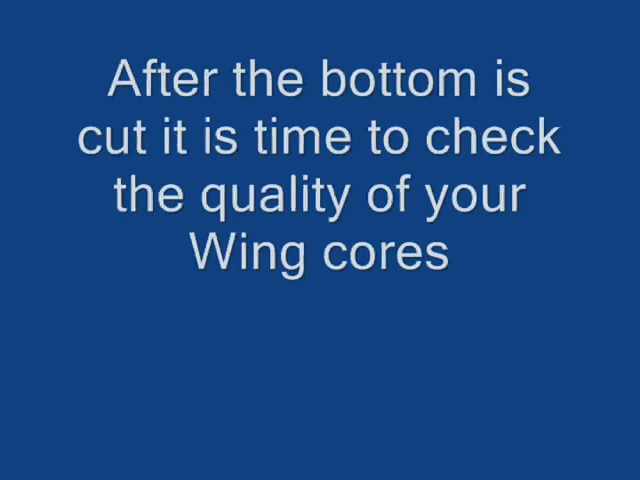 After the bottom is
cut it is time to check
the quality of your
Wing cores